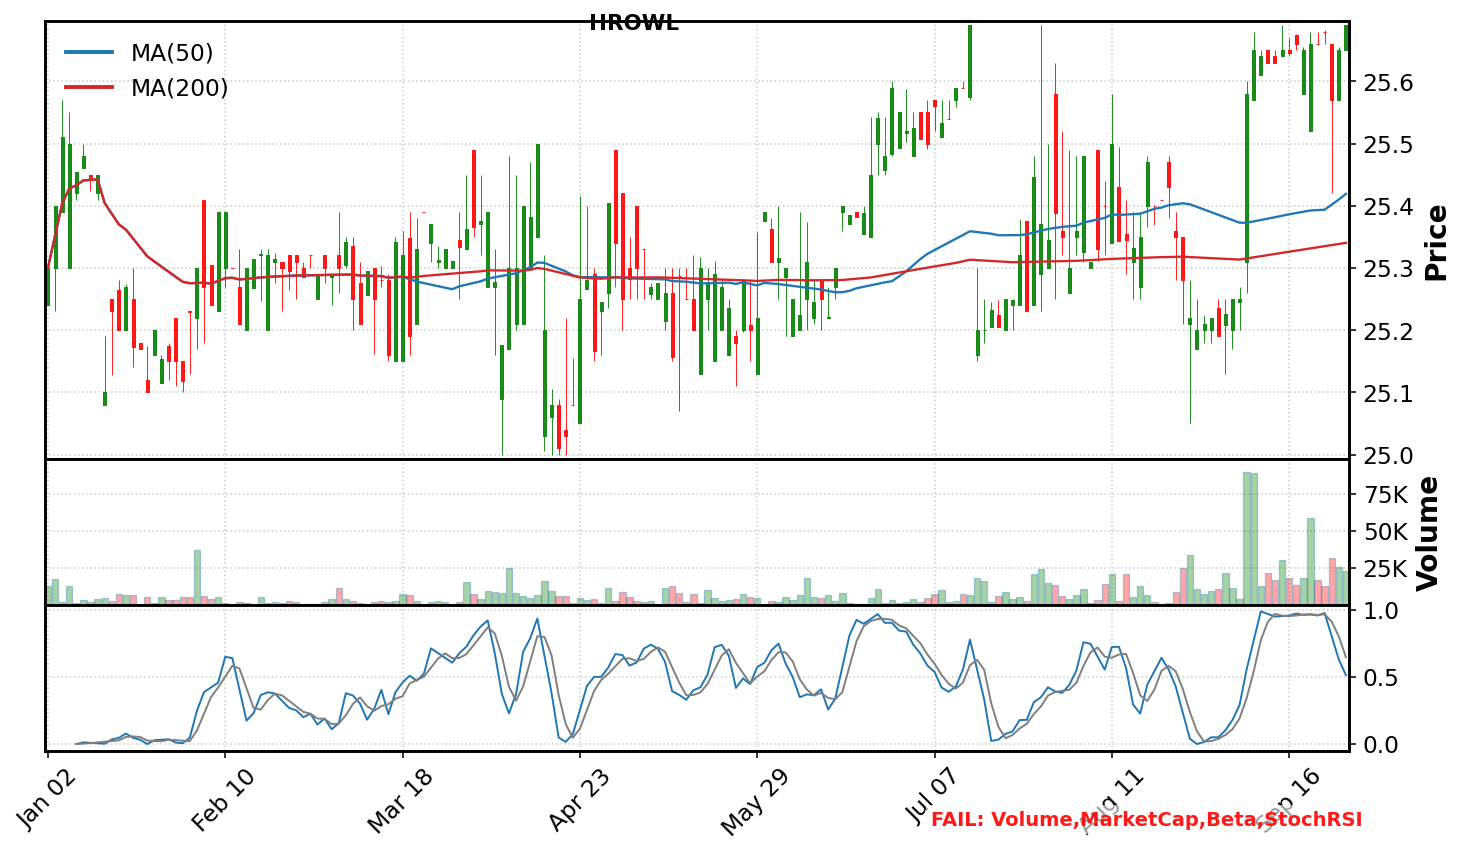 HROWL
MA(50)
MA(200)
25.6
25.5
25.4
25.3
25.2
25.1
25.0
Price
75K
50K
25K
Volume
1.0
0.5
0.0
Jan 02
Feb 10
Mar 18
Apr 23
May 29
Jul 07
Aug 11
Sep 16
FAIL: Volume,MarketCap,Beta,StochRSI